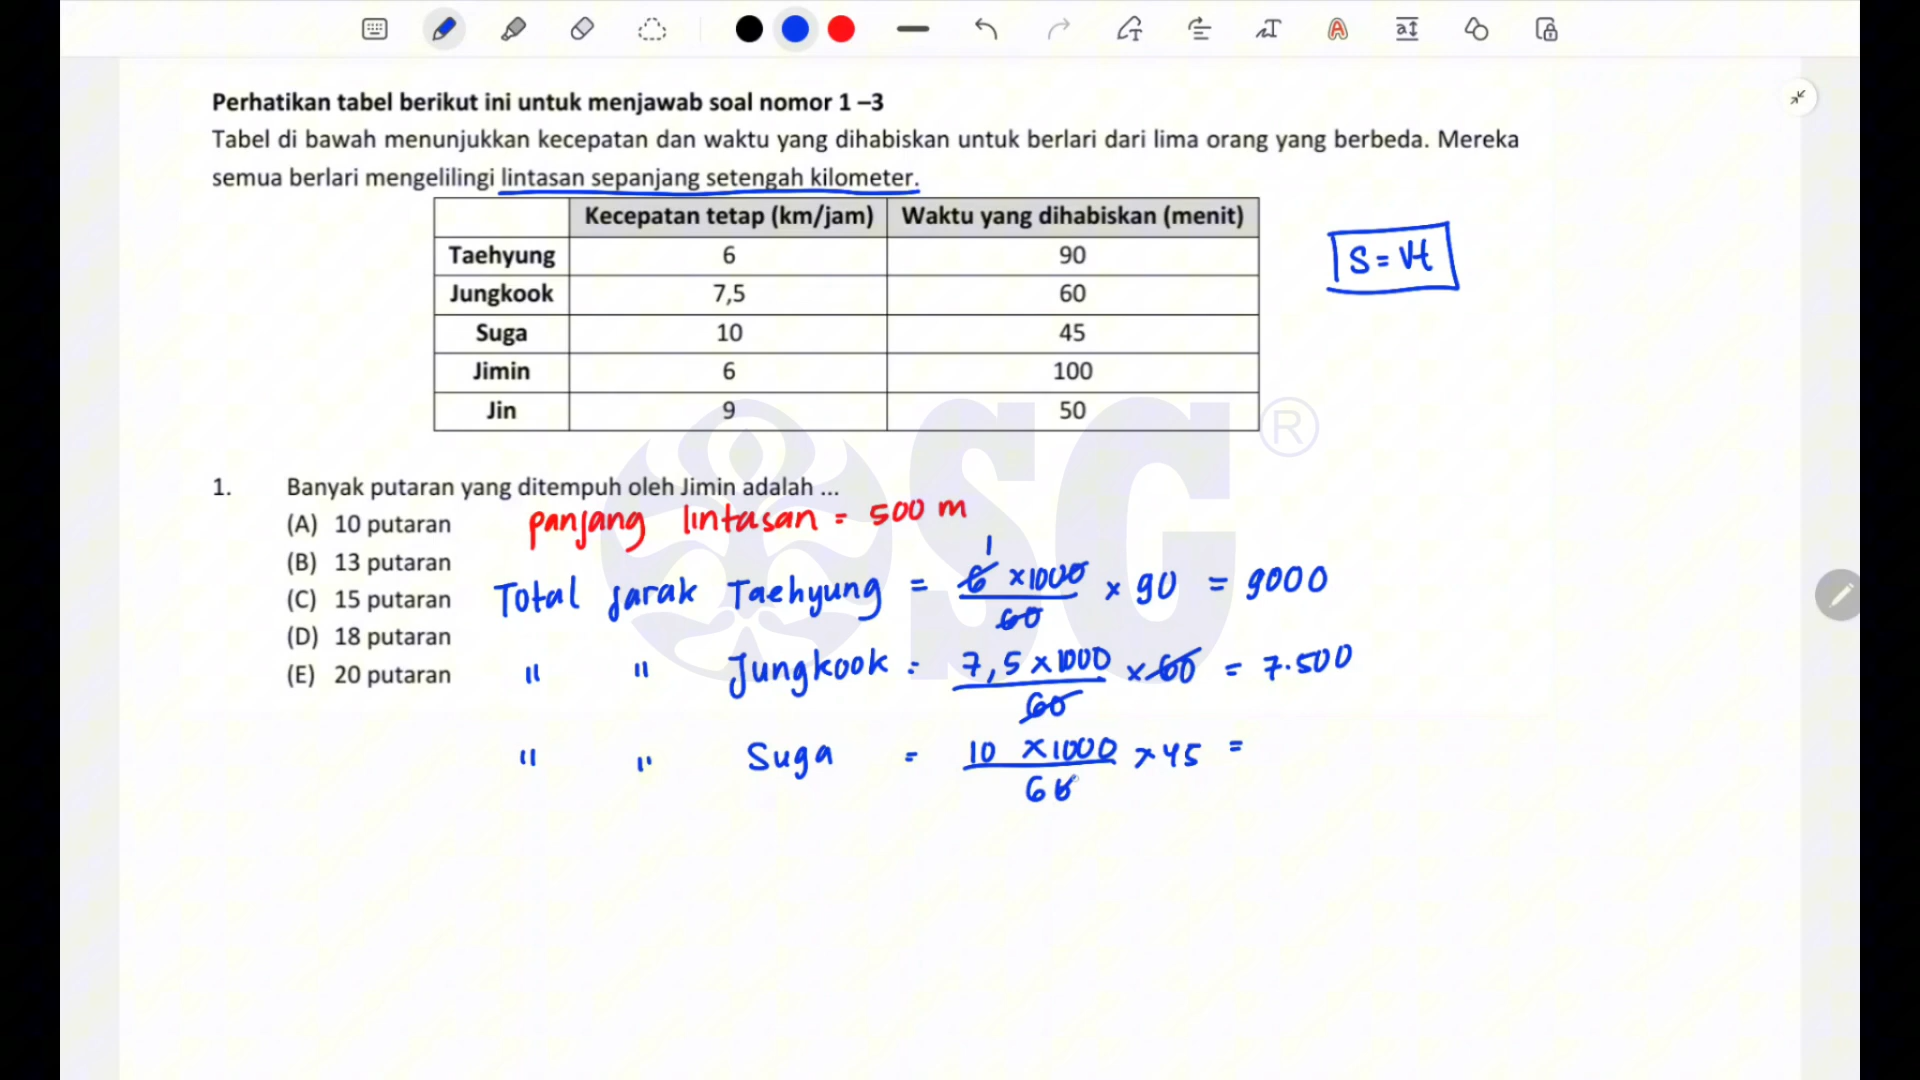 Perhatikan tabel berikut ini untuk menjawab soal nomor 1 –3
Tabel di bawah menunjukkan kecepatan dan waktu yang dihabiskan untuk berlari dari lima orang yang berbeda. Mereka
semua berlari mengelilingi lintasan sepanjang setengah kilometer.
Kecepatan tetap (km/jam) Waktu yang dihabiskan (menit)
Taehyung 6 90
Jungkook 7,5 60
Suga 10 45
Jimin 6 100
Jin 9 50
S = Vt
SG ®
1. Banyak putaran yang ditempuh oleh Jimin adalah ...
(A) 10 putaran
(B) 13 putaran
(C) 15 putaran
(D) 18 putaran
(E) 20 putaran
panjang lintasan = 500 m
1
Total jarak Taehyung = 6 x1000 x 90 = 9000
60
" " Jungkook = 7,5 x 1000 x 60 = 7.500
60
" " Suga = 10 x1000 x 45 =
60